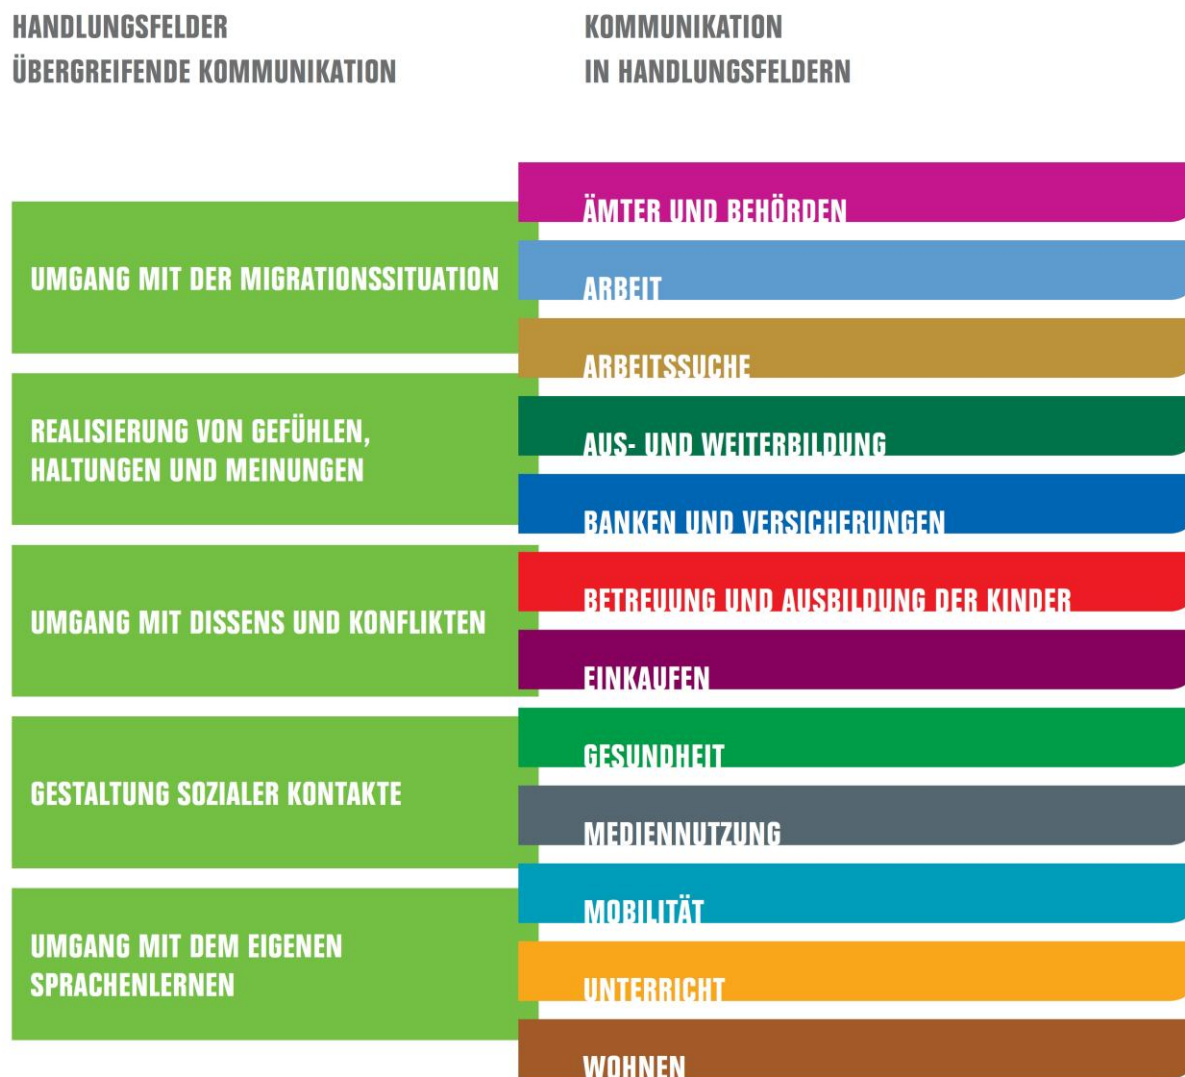 HANDLUNGSFELDER
ÜBERGREIFENDE KOMMUNIKATION
UMGANG MIT DER MIGRATIONSSITUATION
REALISIERUNG VON GEFÜHLEN,
HALTUNGEN UND MEINUNGEN
UMGANG MIT DISSENS UND KONFLIKTEN
GESTALTUNG SOZIALER KONTAKTE
UMGANG MIT DEM EIGENEN
SPRACHENLERNEN
KOMMUNIKATION
IN HANDLUNGSFELDERN
ÄMTER UND BEHÖRDEN
ARBEIT
ARBEITSSUCHE
AUS- UND WEITERBILDUNG
BANKEN UND VERSICHERUNGEN
BETREUUNG UND AUSBILDUNG DER KINDER
EINKAUFEN
GESUNDHEIT
MEDIENNUTZUNG
MOBILITÄT
UNTERRICHT
WOHNEN